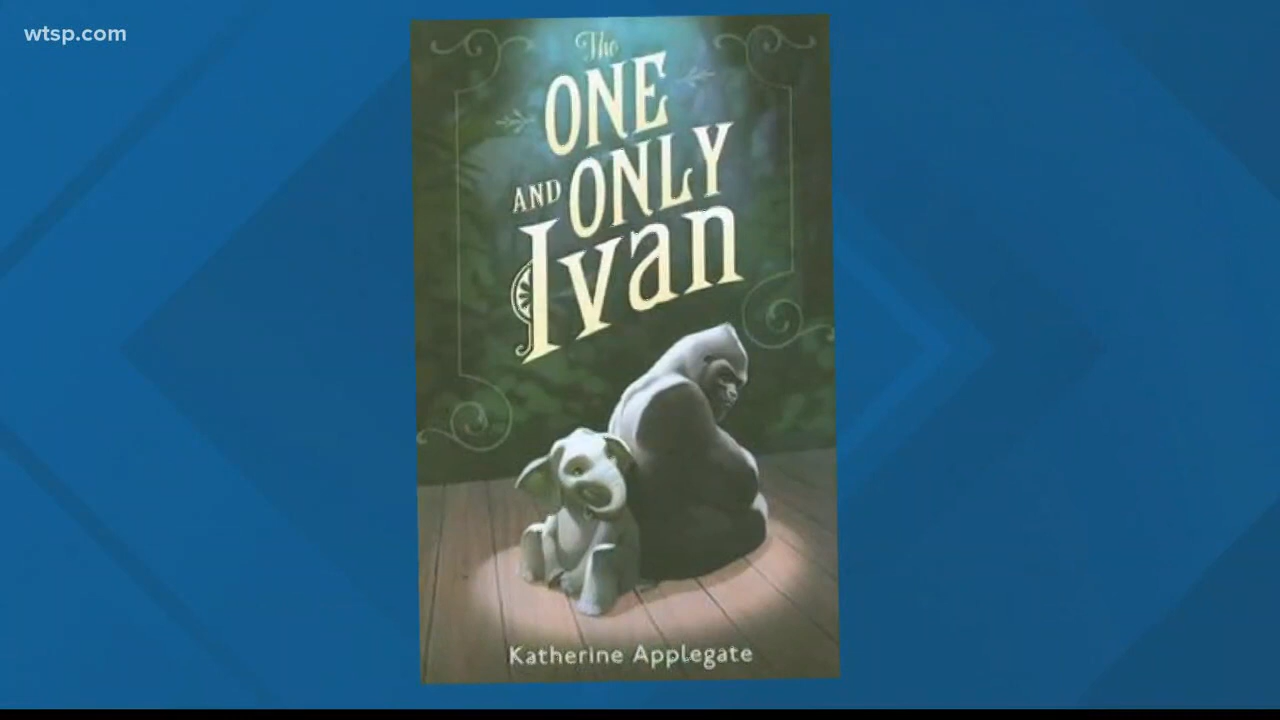 wtsp.com
The
ONE
AND ONLY
Ivan
Katherine Applegate